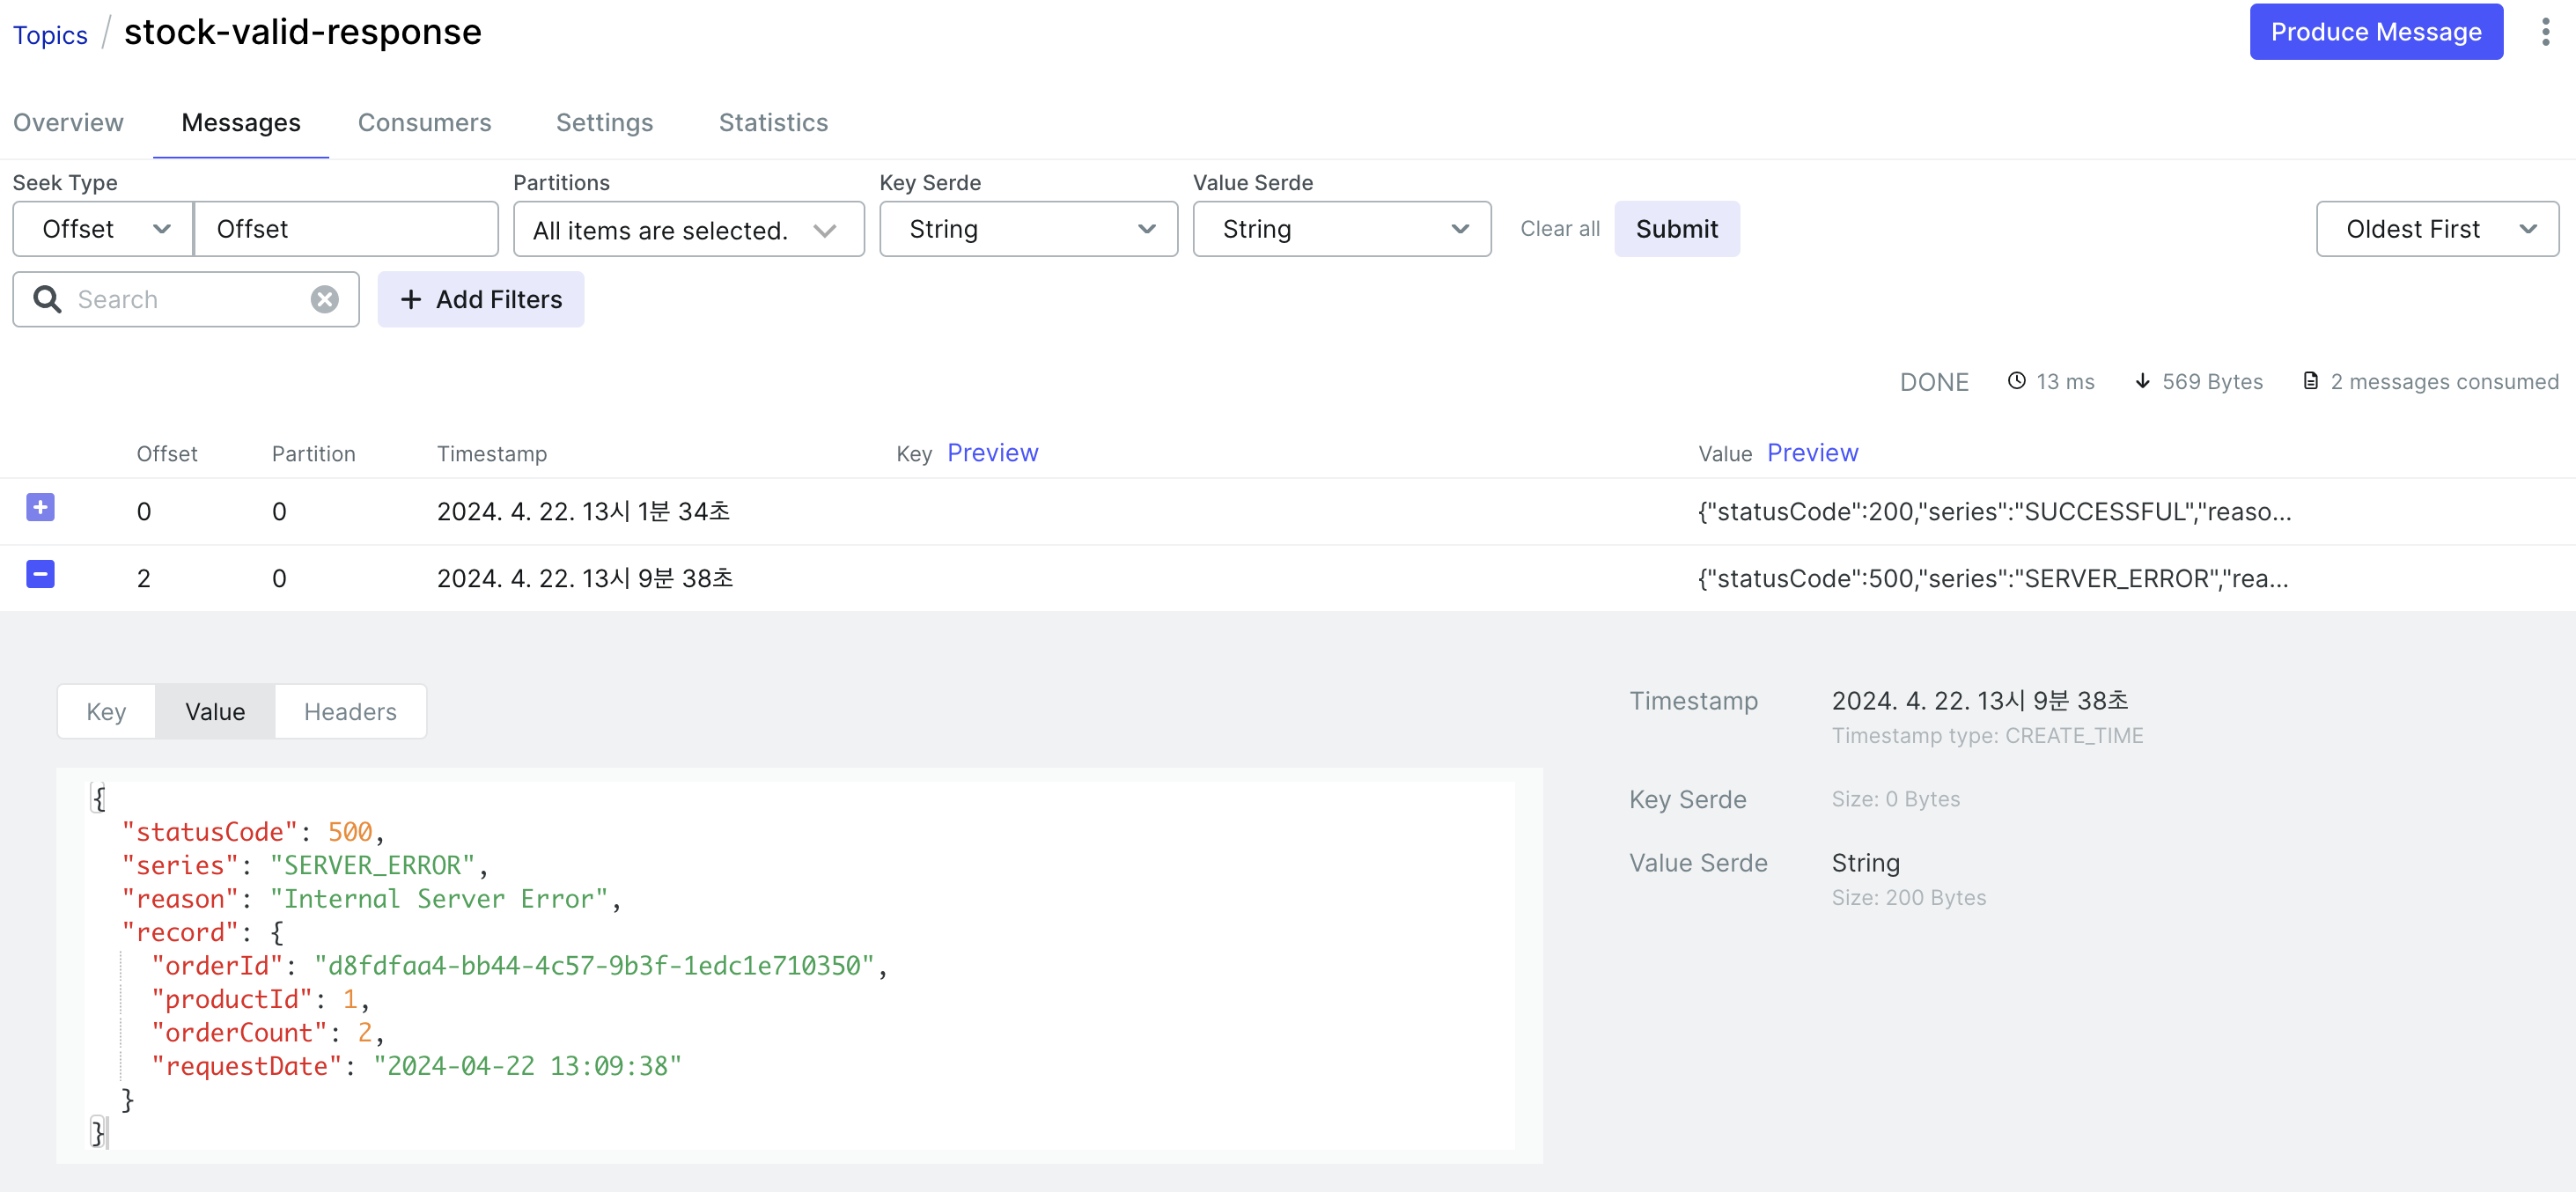 Topics / stock-valid-response
Produce Message
Overview Messages Consumers Settings Statistics
Seek Type Partitions Key Serde Value Serde
Offset Offset All items are selected. String String Clear all Submit Oldest First
Search + Add Filters
DONE 13 ms 569 Bytes 2 messages consumed
Offset Partition Timestamp Key Preview Value Preview
0 0 2024. 4. 22. 13시 1분 34초 {"statusCode":200,"series":"SUCCESSFUL","reaso...
2 0 2024. 4. 22. 13시 9분 38초 {"statusCode":500,"series":"SERVER_ERROR","rea...
Key Value Headers
{
"statusCode": 500,
"series": "SERVER_ERROR",
"reason": "Internal Server Error",
"record": {
"orderId": "d8fdfaa4-bb44-4c57-9b3f-1edc1e710350",
"productId": 1,
"orderCount": 2,
"requestDate": "2024-04-22 13:09:38"
}
}
Timestamp 2024. 4. 22. 13시 9분 38초
Timestamp type: CREATE_TIME
Key Serde Size: 0 Bytes
Value Serde String
Size: 200 Bytes